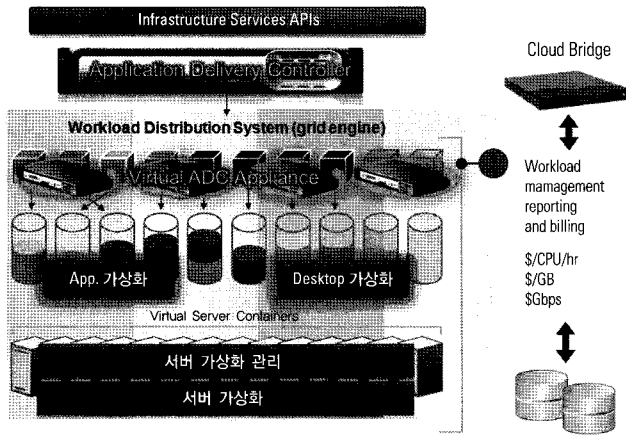 Infrastructure Services APIs
Application Delivery Controller
Workload Distribution System (grid engine)
Virtual ADC Appliance
App. 가상화
Desktop 가상화
Virtual Server Containers
서버 가상화 관리
서버 가상화
Cloud Bridge
Workload
management
reporting
and billing
$/CPU/hr
$/GB
$Gbps